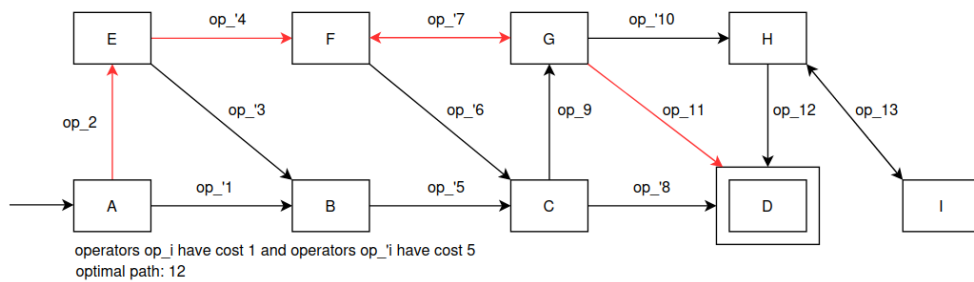 op_'4
op_'7
op_'10
E
F
G
H
op_2
op_'3
op_'6
op_9
op_11
op_12
op_13
A
op_'1
B
op_'5
C
op_'8
D
I
operators op_i have cost 1 and operators op_'i have cost 5
optimal path: 12